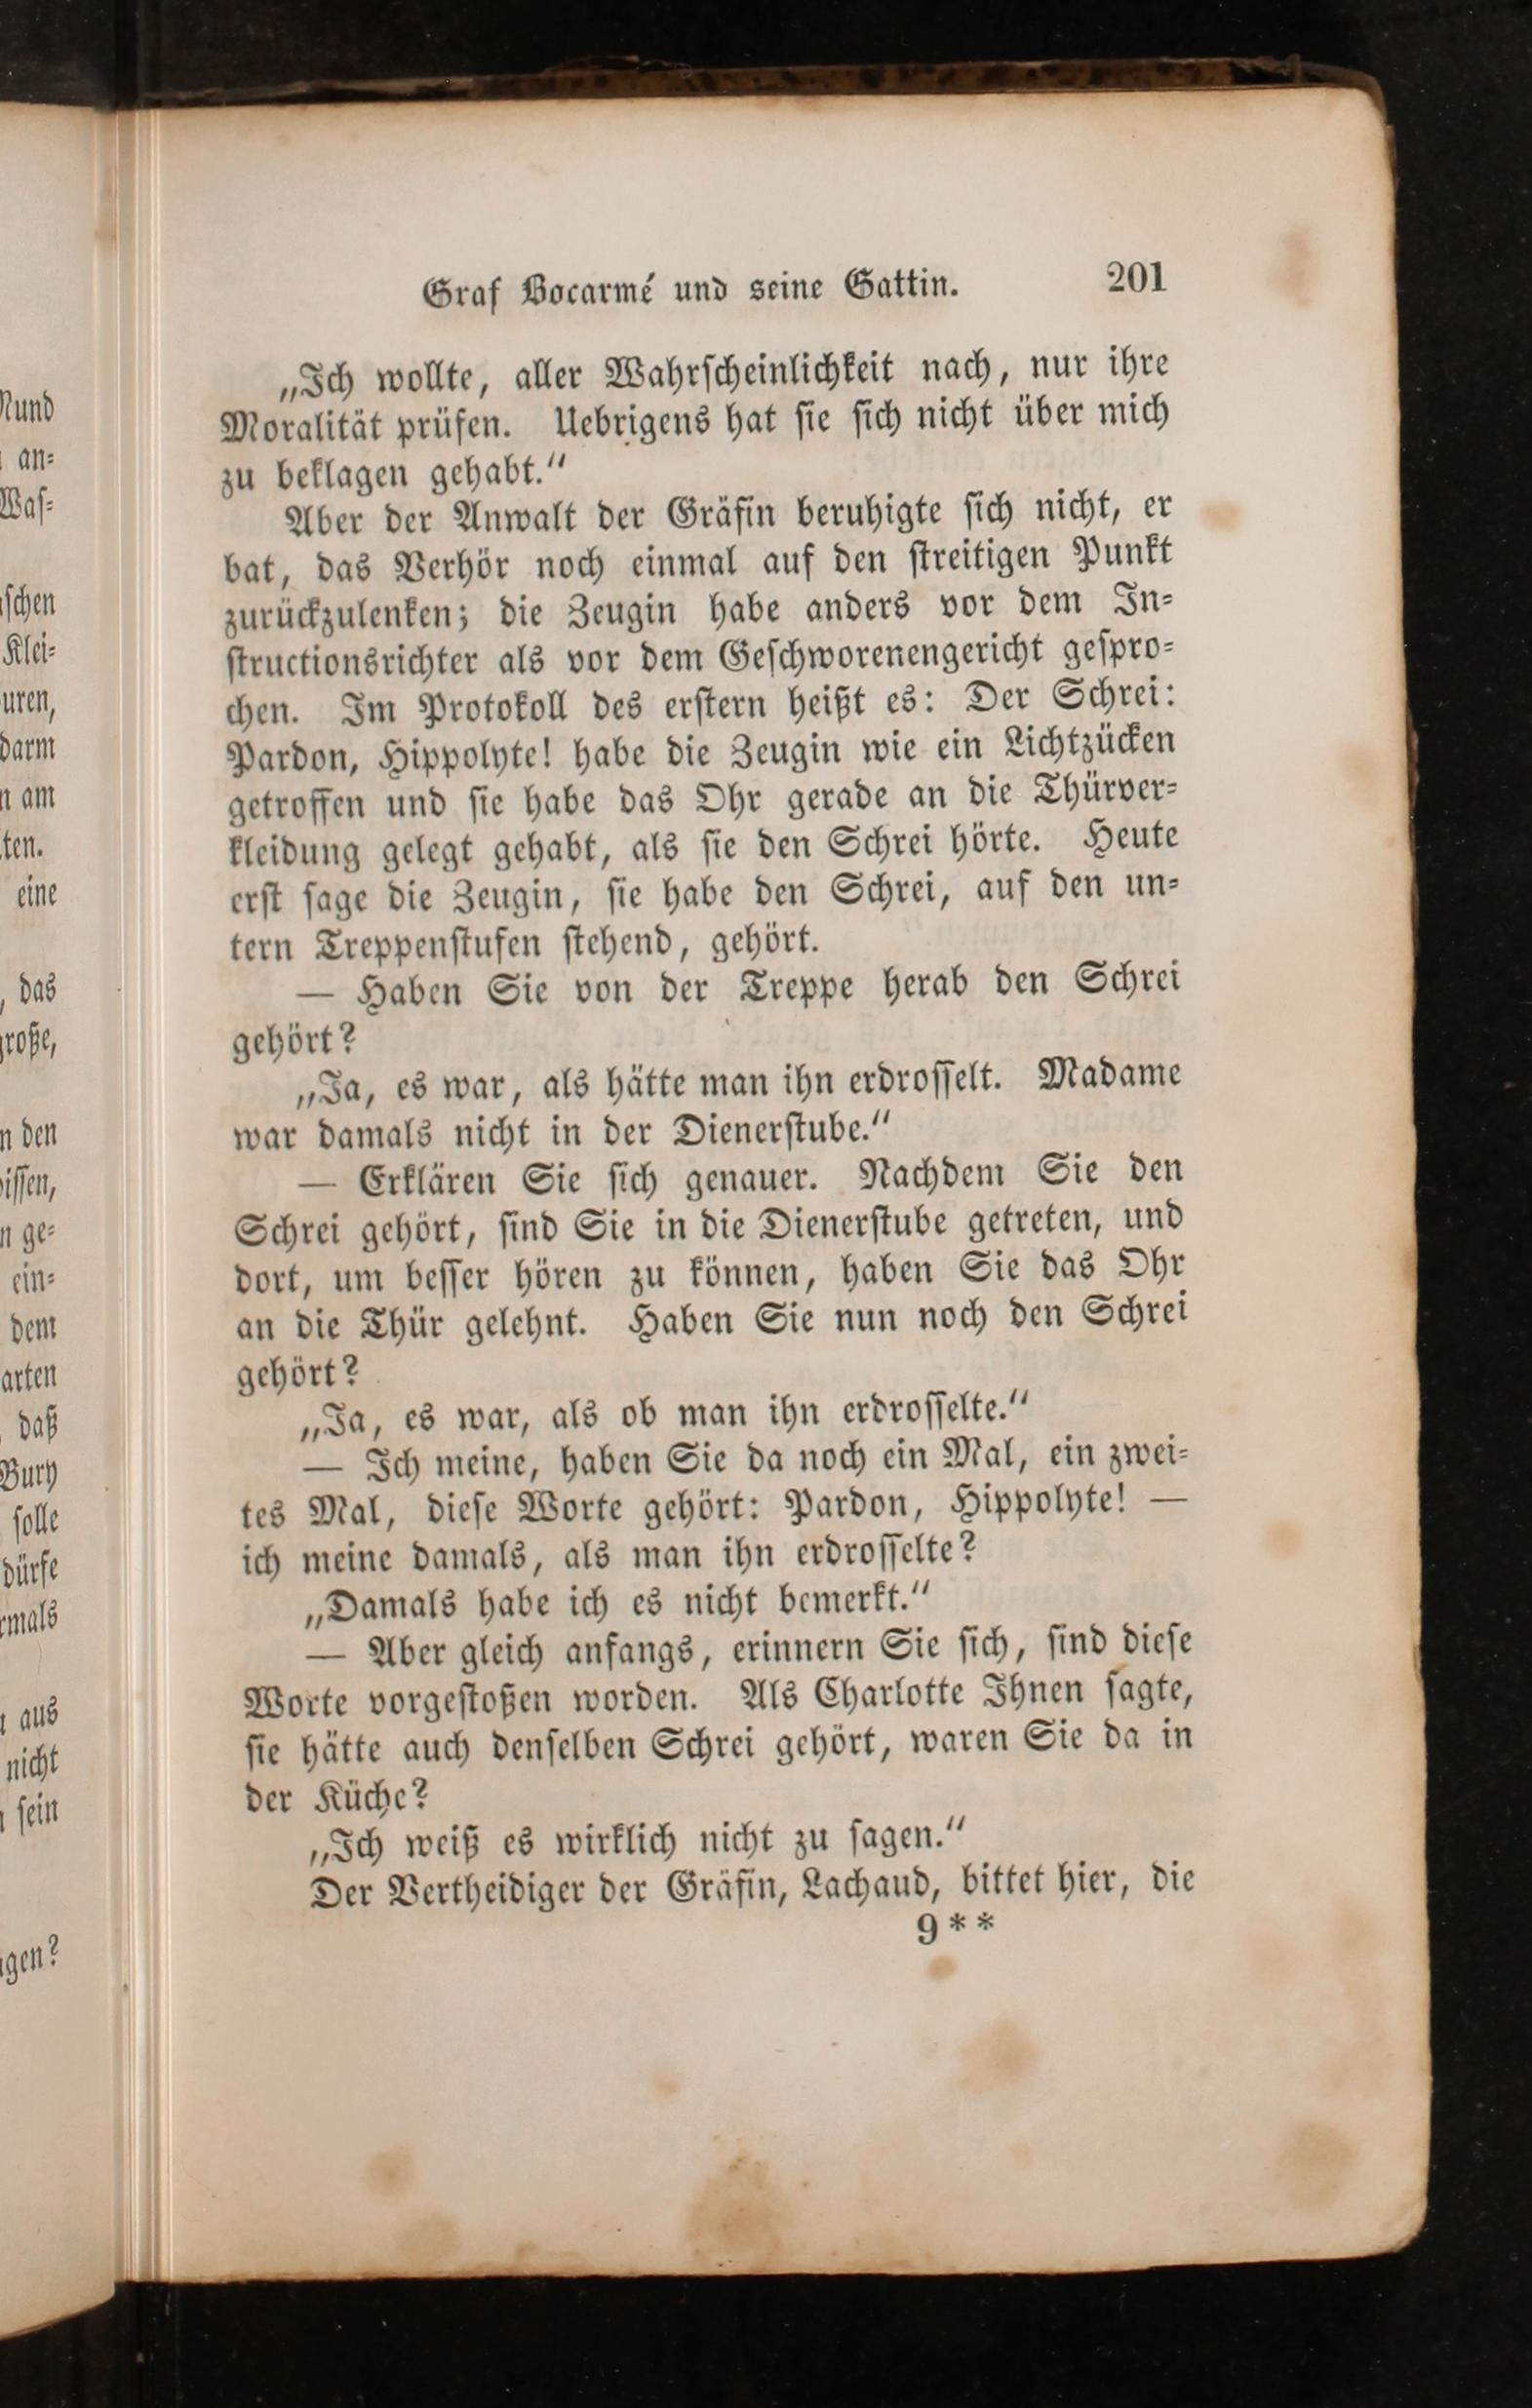 Graf Bocarmé und seine Gattin. 201
„Ich wollte, aller Wahrscheinlichkeit nach, nur ihre
Moralität prüfen. Uebrigens hat sie sich nicht über mich
zu beklagen gehabt.“
Aber der Anwalt der Gräfin beruhigte sich nicht, er
bat, das Verhör noch einmal auf den streitigen Punkt
zurückzulenken; die Zeugin habe anders vor dem In-
structionsrichter als vor dem Geschworenengericht gespro-
chen. Im Protokoll des erstern heißt es: Der Schrei:
Pardon, Hippolyte! habe die Zeugin wie ein Lichtzücken
getroffen und sie habe das Ohr gerade an die Thürver-
kleidung gelegt gehabt, als sie den Schrei hörte. Heute
erst sage die Zeugin, sie habe den Schrei, auf den un-
tern Treppenstufen stehend, gehört.
— Haben Sie von der Treppe herab den Schrei
gehört?
„Ja, es war, als hätte man ihn erdrosselt. Madame
war damals nicht in der Dienerstube.“
— Erklären Sie sich genauer. Nachdem Sie den
Schrei gehört, sind Sie in die Dienerstube getreten, und
dort, um besser hören zu können, haben Sie das Ohr
an die Thür gelehnt. Haben Sie nun noch den Schrei
gehört?
„Ja, es war, als ob man ihn erdrosselte.“
— Ich meine, haben Sie da noch ein Mal, ein zwei-
tes Mal, diese Worte gehört: Pardon, Hippolyte! —
ich meine damals, als man ihn erdrosselte?
„Damals habe ich es nicht bemerkt.“
— Aber gleich anfangs, erinnern Sie sich, sind diese
Worte vorgestoßen worden. Als Charlotte Ihnen sagte,
sie hätte auch denselben Schrei gehört, waren Sie da in
der Küche?
„Ich weiß es wirklich nicht zu sagen.“
Der Vertheidiger der Gräfin, Lachaud, bittet hier, die
9**